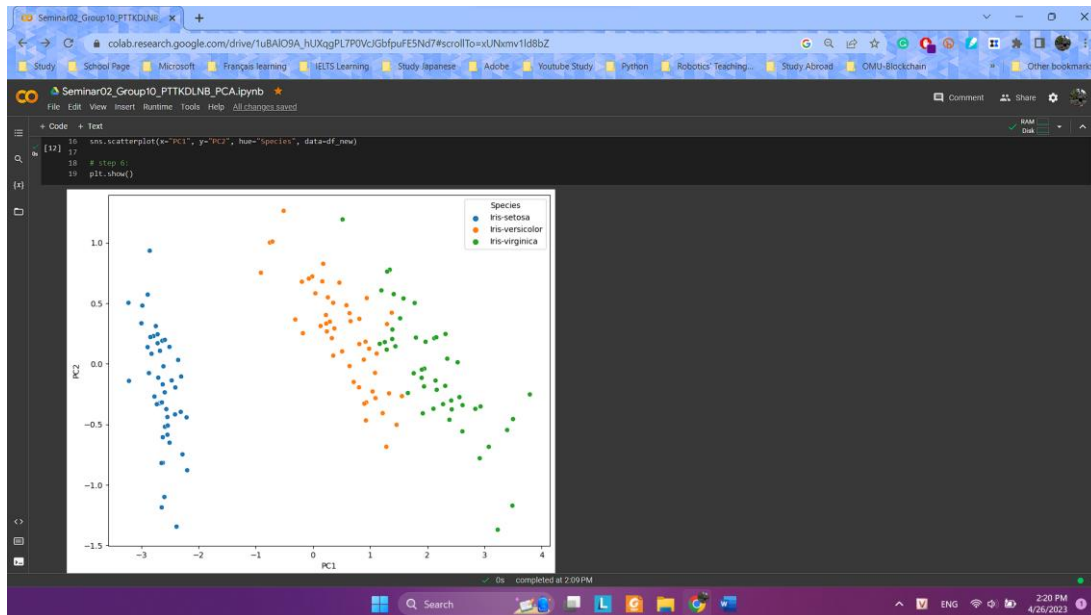 Seminar02_Group10_PTTKDLNB_
colab.research.google.com/drive/1uBAlO9A_hUXqgPL7P0VcJGbfpuFE5Nd7#scrollTo=xUNxmv1ld8bZ
Study School Page Microsoft Français learning IELTS Learning Study Japanese Adobe Youtube Study Python Robotics' Teaching... Study Abroad OMU-Blockchain Other bookmarks
Seminar02_Group10_PTTKDLNB_PCA.ipynb
File Edit View Insert Runtime Tools Help All changes saved
Comment Share
+ Code + Text
RAM
Disk
[12] 16 sns.scatterplot(x="PC1", y="PC2", hue="Species", data=df_new)
0s 17
18 # step 6:
19 plt.show()
{x}
Species
Iris-setosa
Iris-versicolor
Iris-virginica
1.0
0.5
0.0
−0.5
−1.0
−1.5
PC2
−3 −2 −1 0 1 2 3 4
PC1
0s completed at 2:09 PM
Search
ENG
2:20 PM
4/26/2023